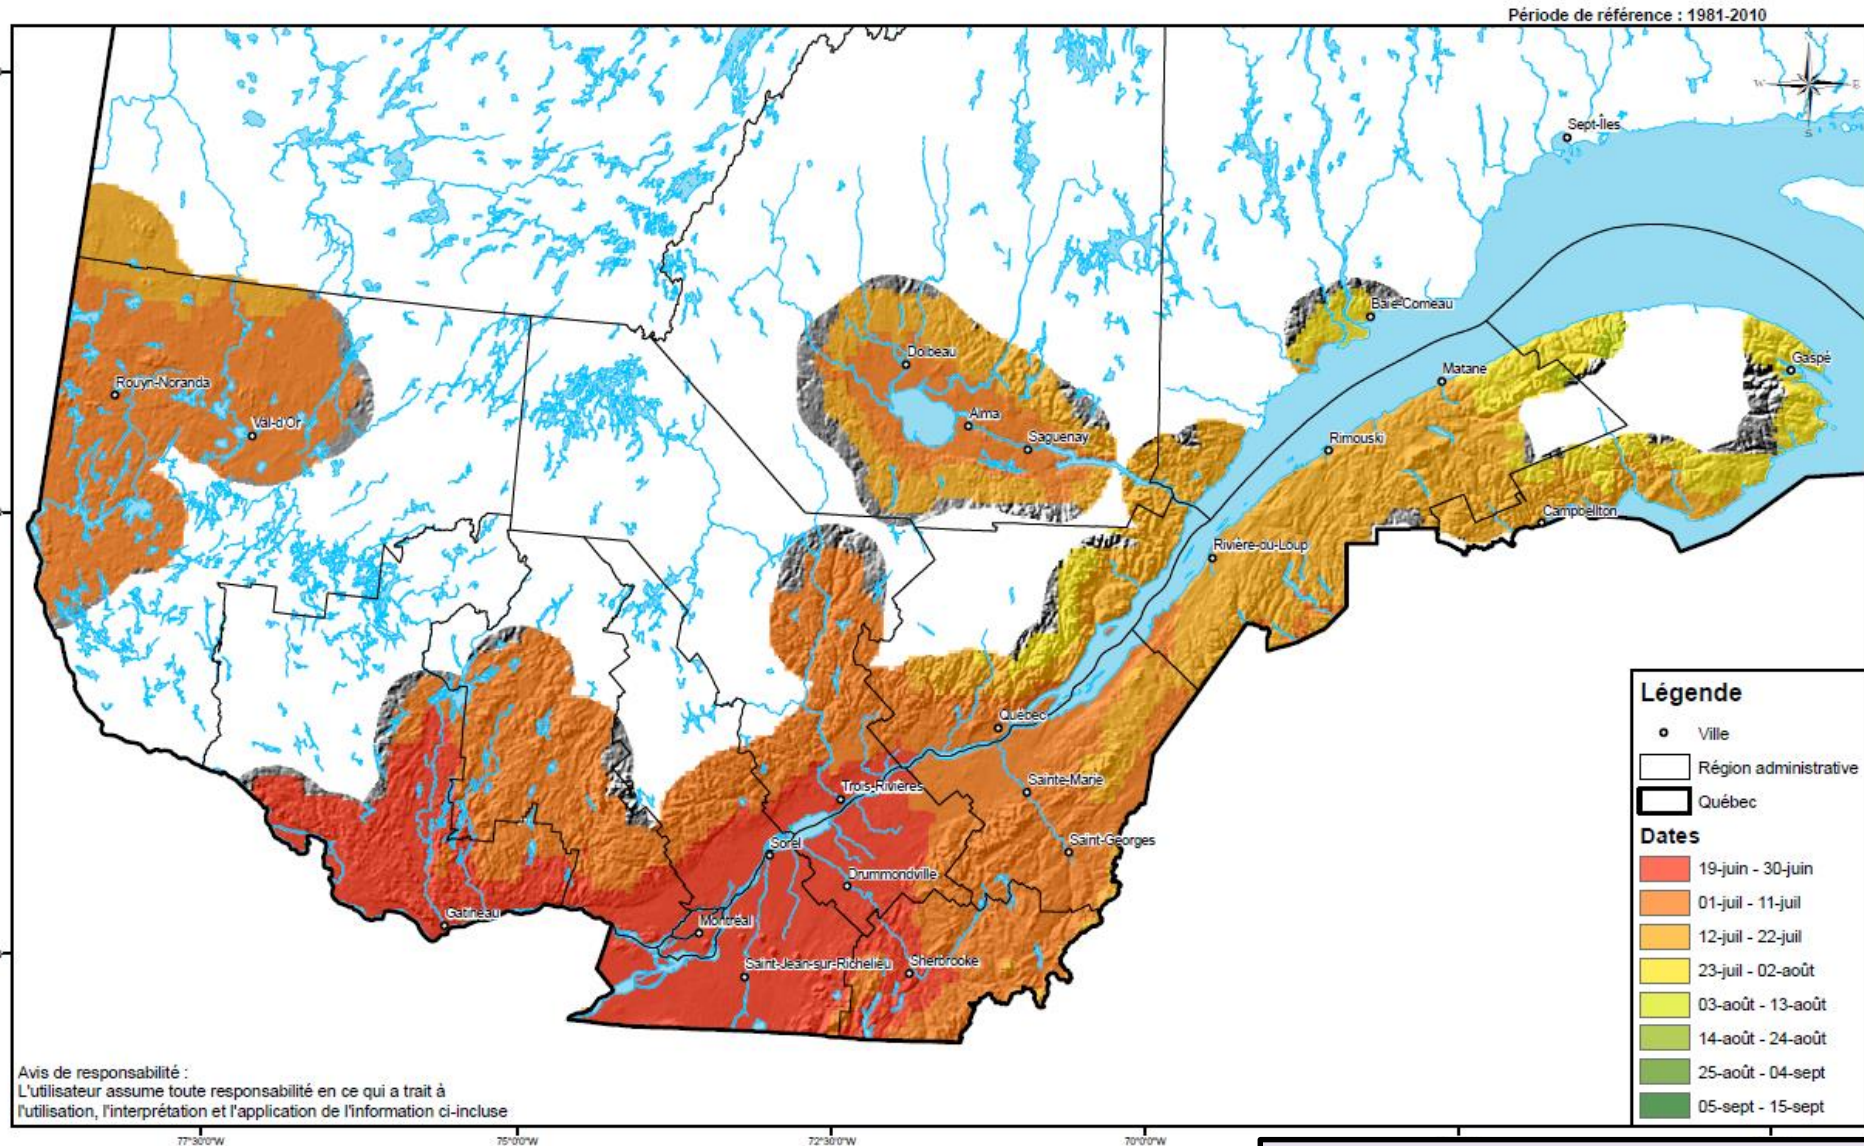 Période de référence : 1981-2010
W
E
S
Sept-Îles
Baie-Comeau
Dolbeau
Gaspé
Matane
Rouyn-Noranda
Alma
Val-d'Or
Saguenay
Rimouski
Campbellton
Rivière-du-Loup
Québec
Trois-Rivières
Sainte-Marie
Sorel
Saint-Georges
Drummondville
Gatineau
Montréal
Saint-Jean-sur-Richelieu
Sherbrooke
Légende
Ville
Région administrative
Québec
Dates
19-juin - 30-juin
01-juil - 11-juil
12-juil - 22-juil
23-juil - 02-août
03-août - 13-août
14-août - 24-août
25-août - 04-sept
05-sept - 15-sept
Avis de responsabilité :
L'utilisateur assume toute responsabilité en ce qui a trait à
l'utilisation, l'interprétation et l'application de l'information ci-incluse
77°30'0"W
75°0'0"W
72°30'0"W
70°0'0"W